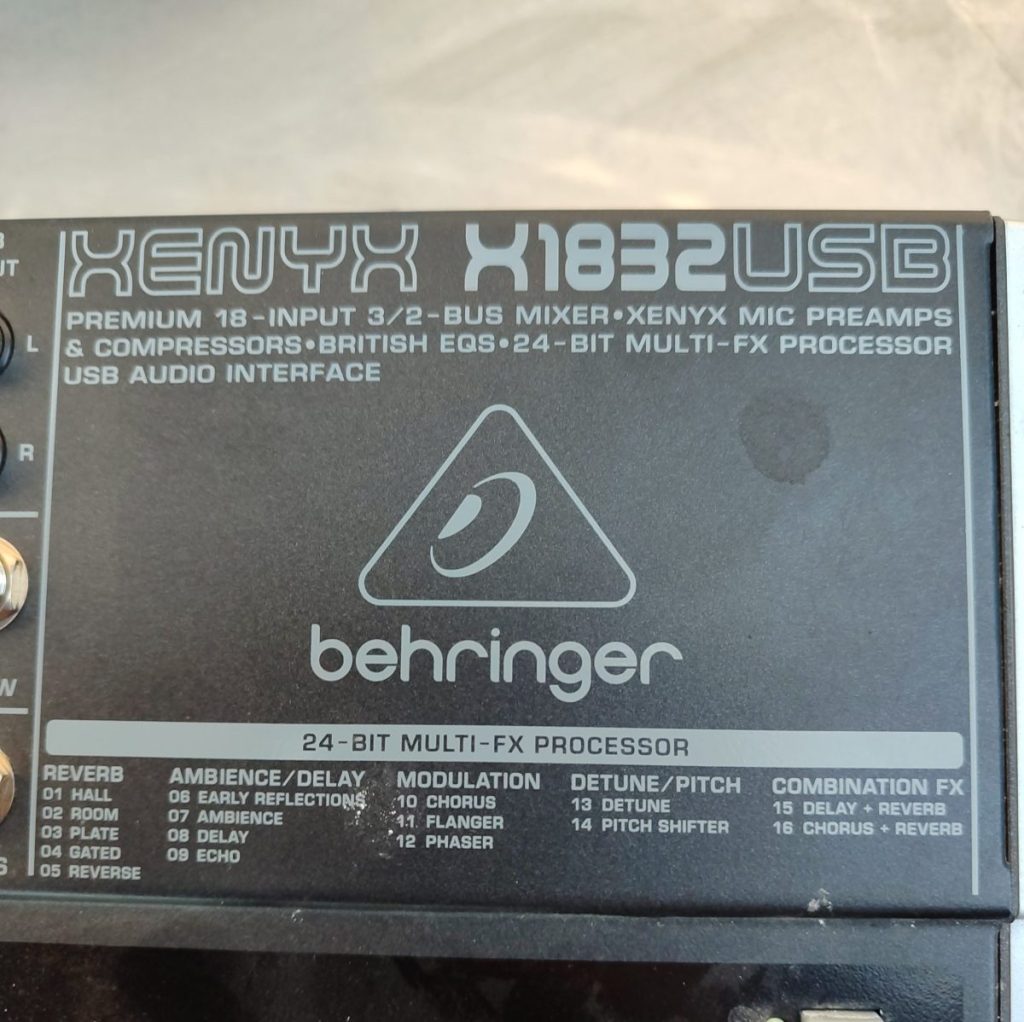 XENYX X1832USB
PREMIUM 18-INPUT 3/2-BUS MIXER•XENYX MIC PREAMPS
& COMPRESSORS•BRITISH EQS•24-BIT MULTI-FX PROCESSOR
USB AUDIO INTERFACE
L
R
behringer
24-BIT MULTI-FX PROCESSOR
REVERB
01 HALL
02 ROOM
03 PLATE
04 GATED
05 REVERSE
AMBIENCE/DELAY
06 EARLY REFLECTIONS
07 AMBIENCE
08 DELAY
09 ECHO
MODULATION
10 CHORUS
11 FLANGER
12 PHASER
DETUNE/PITCH
13 DETUNE
14 PITCH SHIFTER
COMBINATION FX
15 DELAY + REVERB
16 CHORUS + REVERB